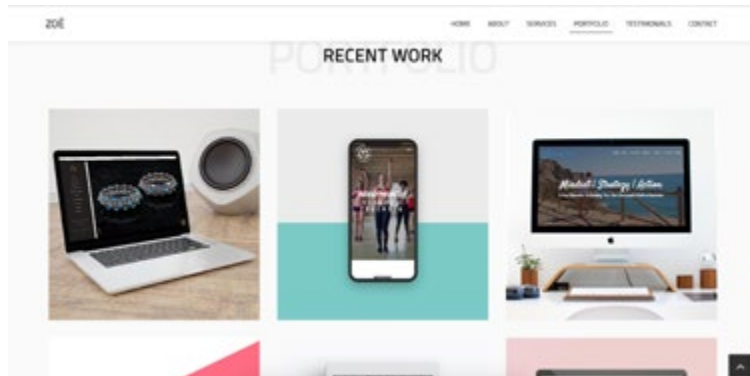 ZOË
HOME ABOUT SERVICES PORTFOLIO TESTIMONIALS CONTACT
PORTFOLIO
RECENT WORK
Mindset | Strategy | Action